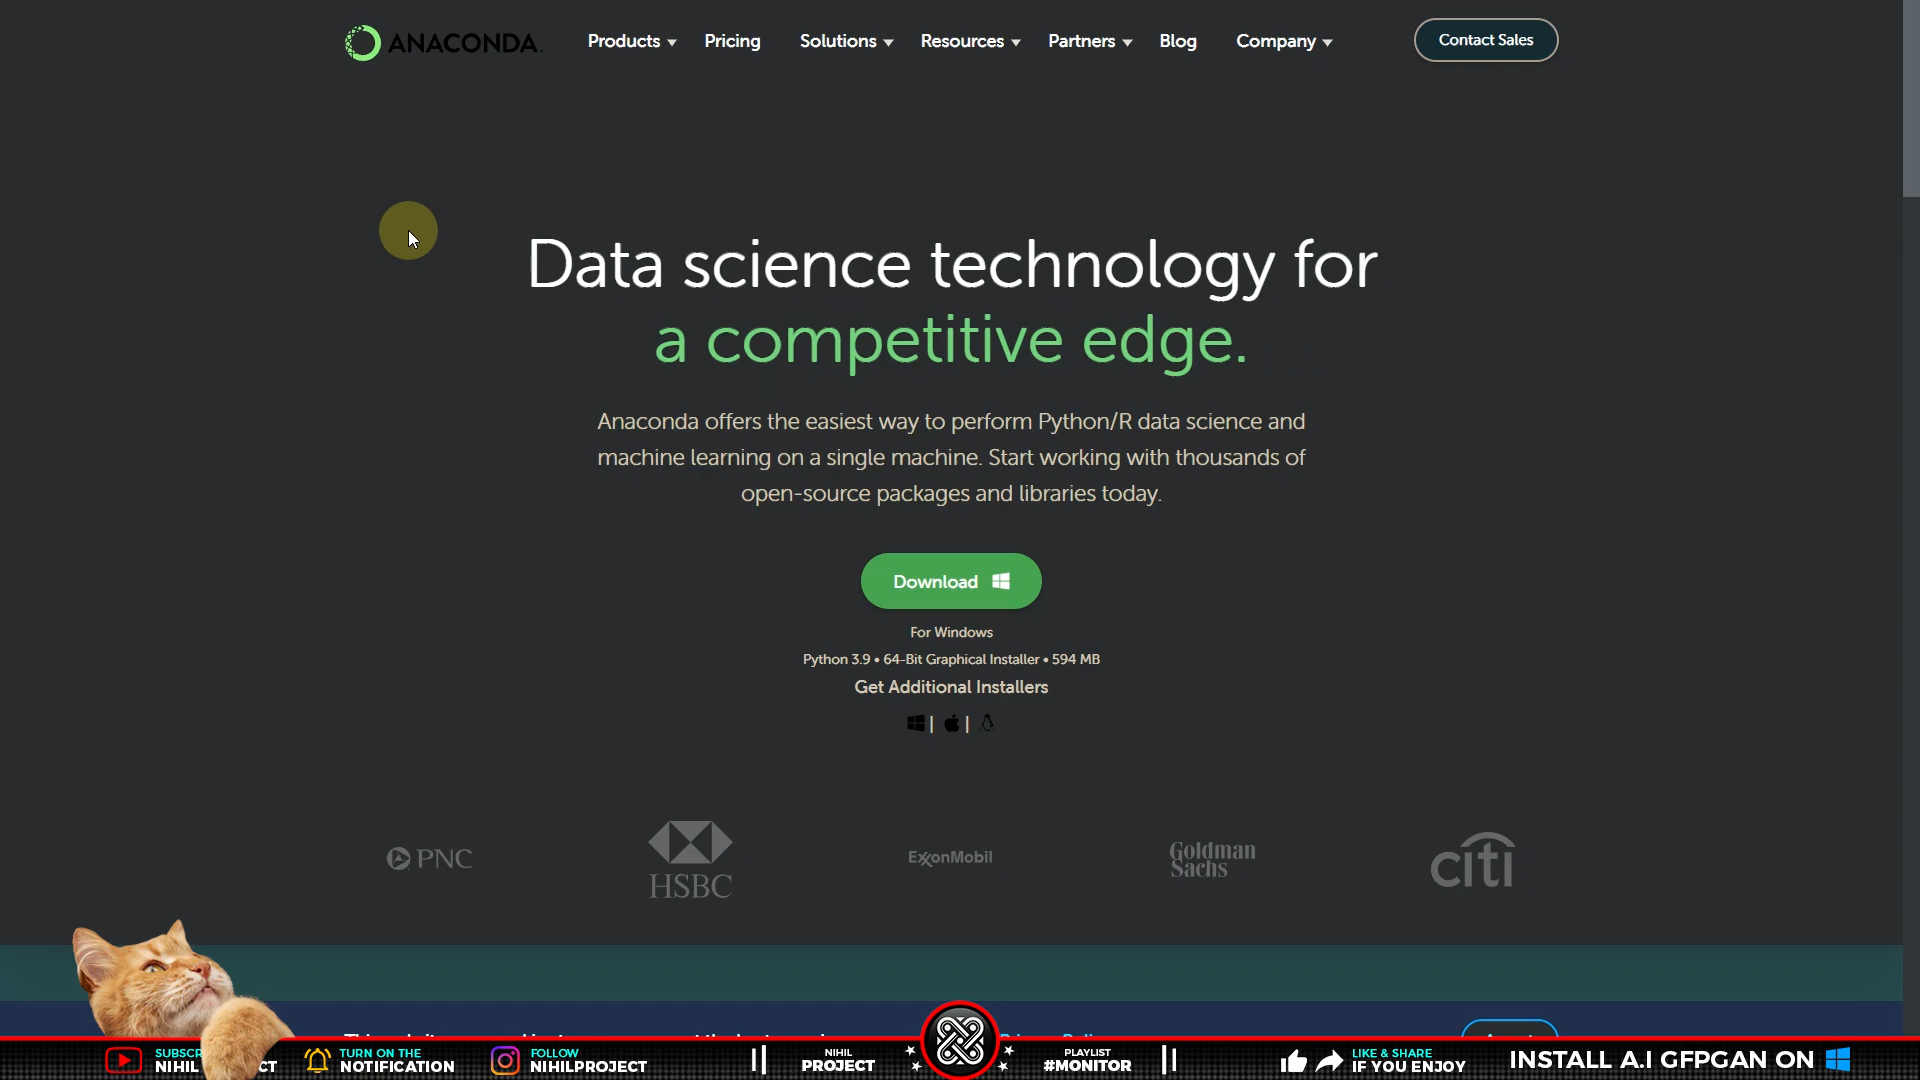 ANACONDA.
Products Pricing Solutions Resources Partners Blog Company Contact Sales
Data science technology for
a competitive edge.
Anaconda offers the easiest way to perform Python/R data science and
machine learning on a single machine. Start working with thousands of
open-source packages and libraries today.
Download
For Windows
Python 3.9 • 64-Bit Graphical Installer • 594 MB
Get Additional Installers
| |
PNC
HSBC
ExxonMobil
Goldman
Sachs
citi
NIHIL
TURN ON THE
NOTIFICATION
FOLLOW
NIHILPROJECT
NIHIL
PROJECT
PLAYLIST
#MONITOR
LIKE & SHARE
IF YOU ENJOY
INSTALL A.I GFPGAN ON